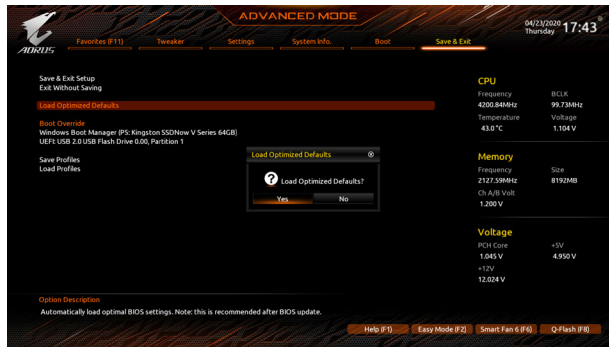 ADVANCED MODE
04/23/2020 Thursday 17:43
AORUS
Favorites (F11) Tweaker Settings System Info. Boot Save & Exit
Save & Exit Setup
Exit Without Saving
Load Optimized Defaults
Boot Override
Windows Boot Manager (P5: Kingston SSDNow V Series 64GB)
UEFI: USB 2.0 USB Flash Drive 0.00, Partition 1
Save Profiles
Load Profiles
Load Optimized Defaults
Load Optimized Defaults?
Yes No
CPU
Frequency BCLK
4200.84MHz 99.73MHz
Temperature Voltage
43.0 °C 1.104 V
Memory
Frequency Size
2127.59MHz 8192MB
Ch A/B Volt
1.200 V
Voltage
PCH Core +5V
1.045 V 4.950 V
+12V
12.024 V
Option Description
Automatically load optimal BIOS settings. Note: this is recommended after BIOS update.
Help (F1) Easy Mode (F2) Smart Fan 6 (F6) Q-Flash (F8)